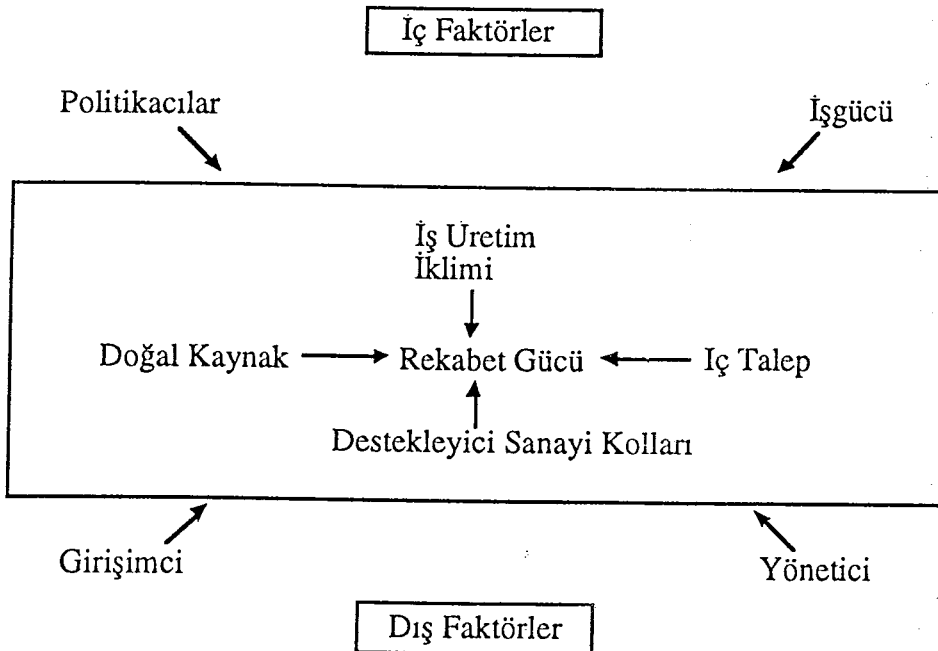 İç Faktörler
Politikacılar
İşgücü
İş Uretim
İklimi
Doğal Kaynak
Rekabet Gücü
Iç Talep
Destekleyici Sanayi Kolları
Girişimci
Yönetici
Dış Faktörler